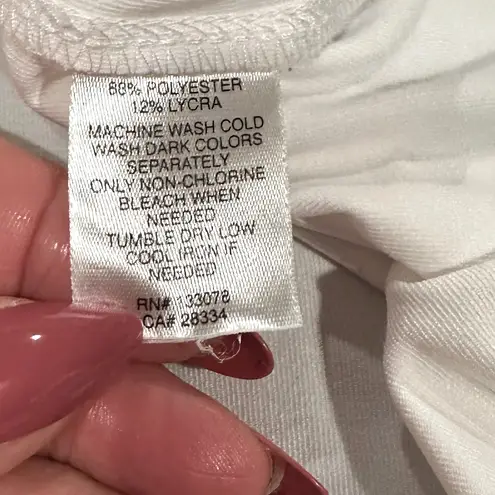 88% POLYESTER
12% LYCRA
MACHINE WASH COLD
WASH DARK COLORS
SEPARATELY
ONLY NON-CHLORINE
BLEACH WHEN
NEEDED
TUMBLE DRY LOW
COOL IRON IF
NEEDED
RN# 133078
CA# 28334